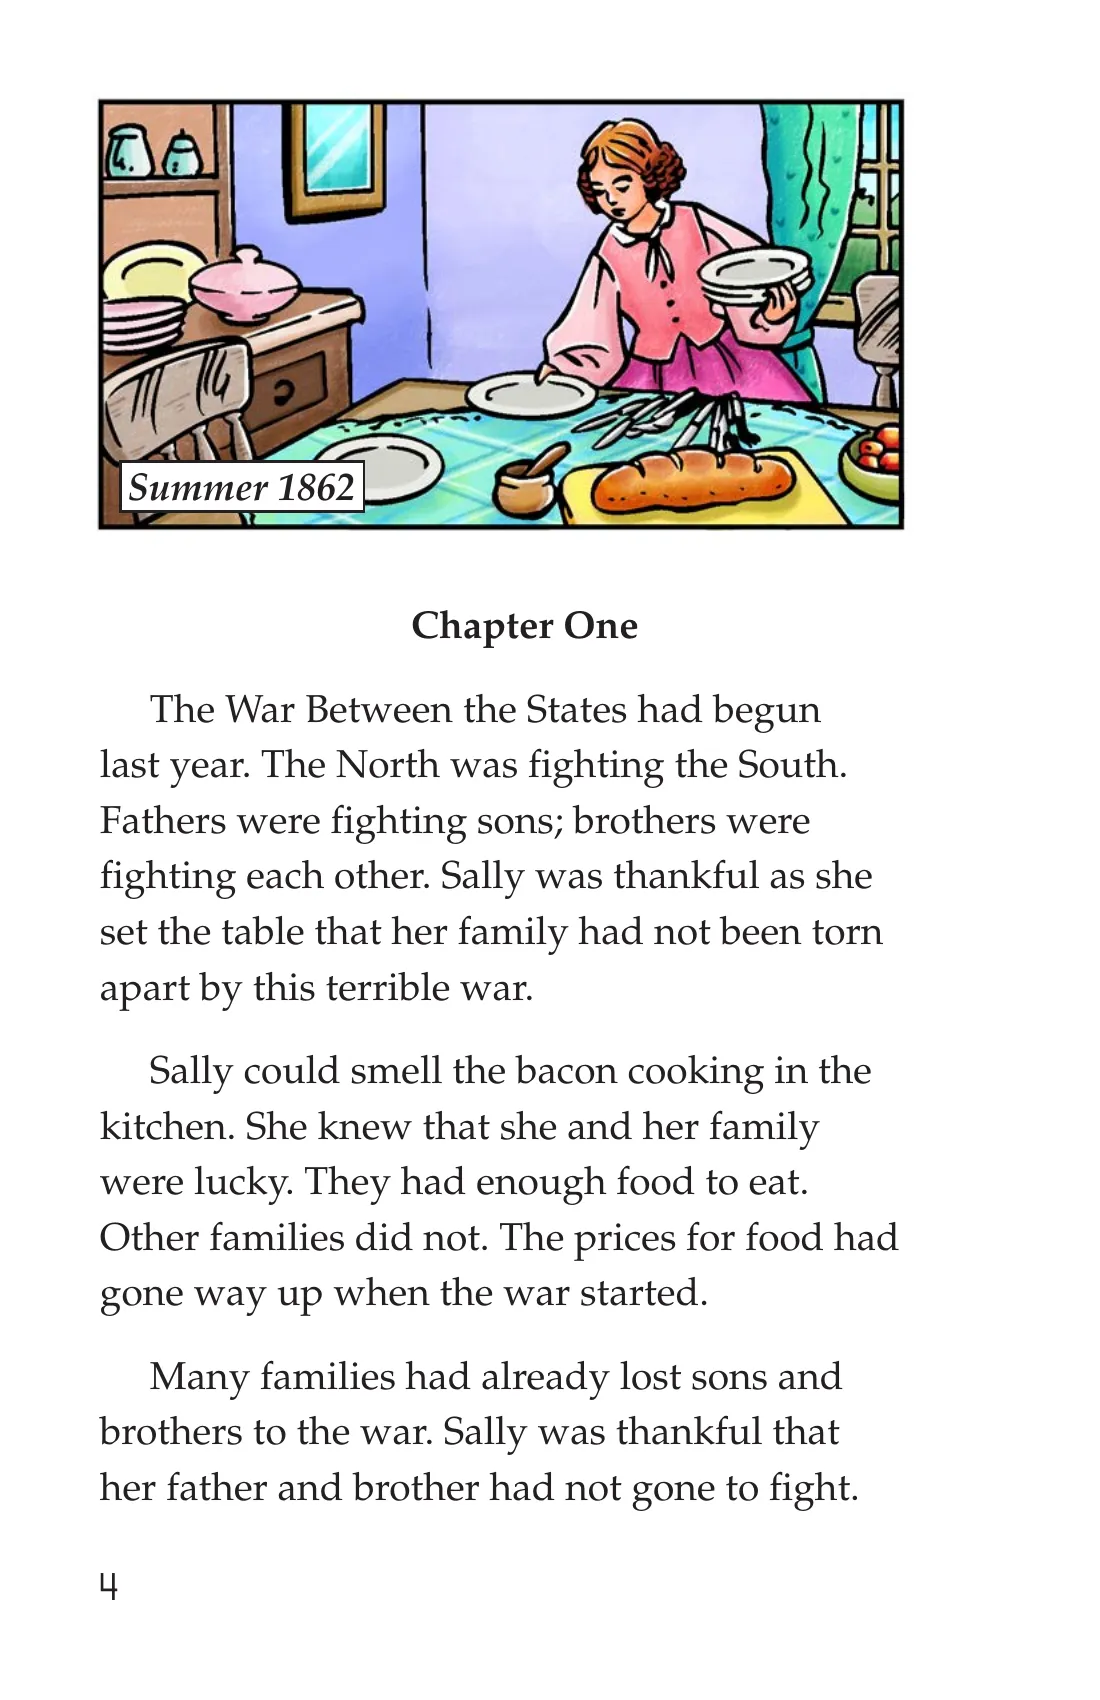 Summer 1862
Chapter One
The War Between the States had begun
last year. The North was fighting the South.
Fathers were fighting sons; brothers were
fighting each other. Sally was thankful as she
set the table that her family had not been torn
apart by this terrible war.
Sally could smell the bacon cooking in the
kitchen. She knew that she and her family
were lucky. They had enough food to eat.
Other families did not. The prices for food had
gone way up when the war started.
Many families had already lost sons and
brothers to the war. Sally was thankful that
her father and brother had not gone to fight.
4